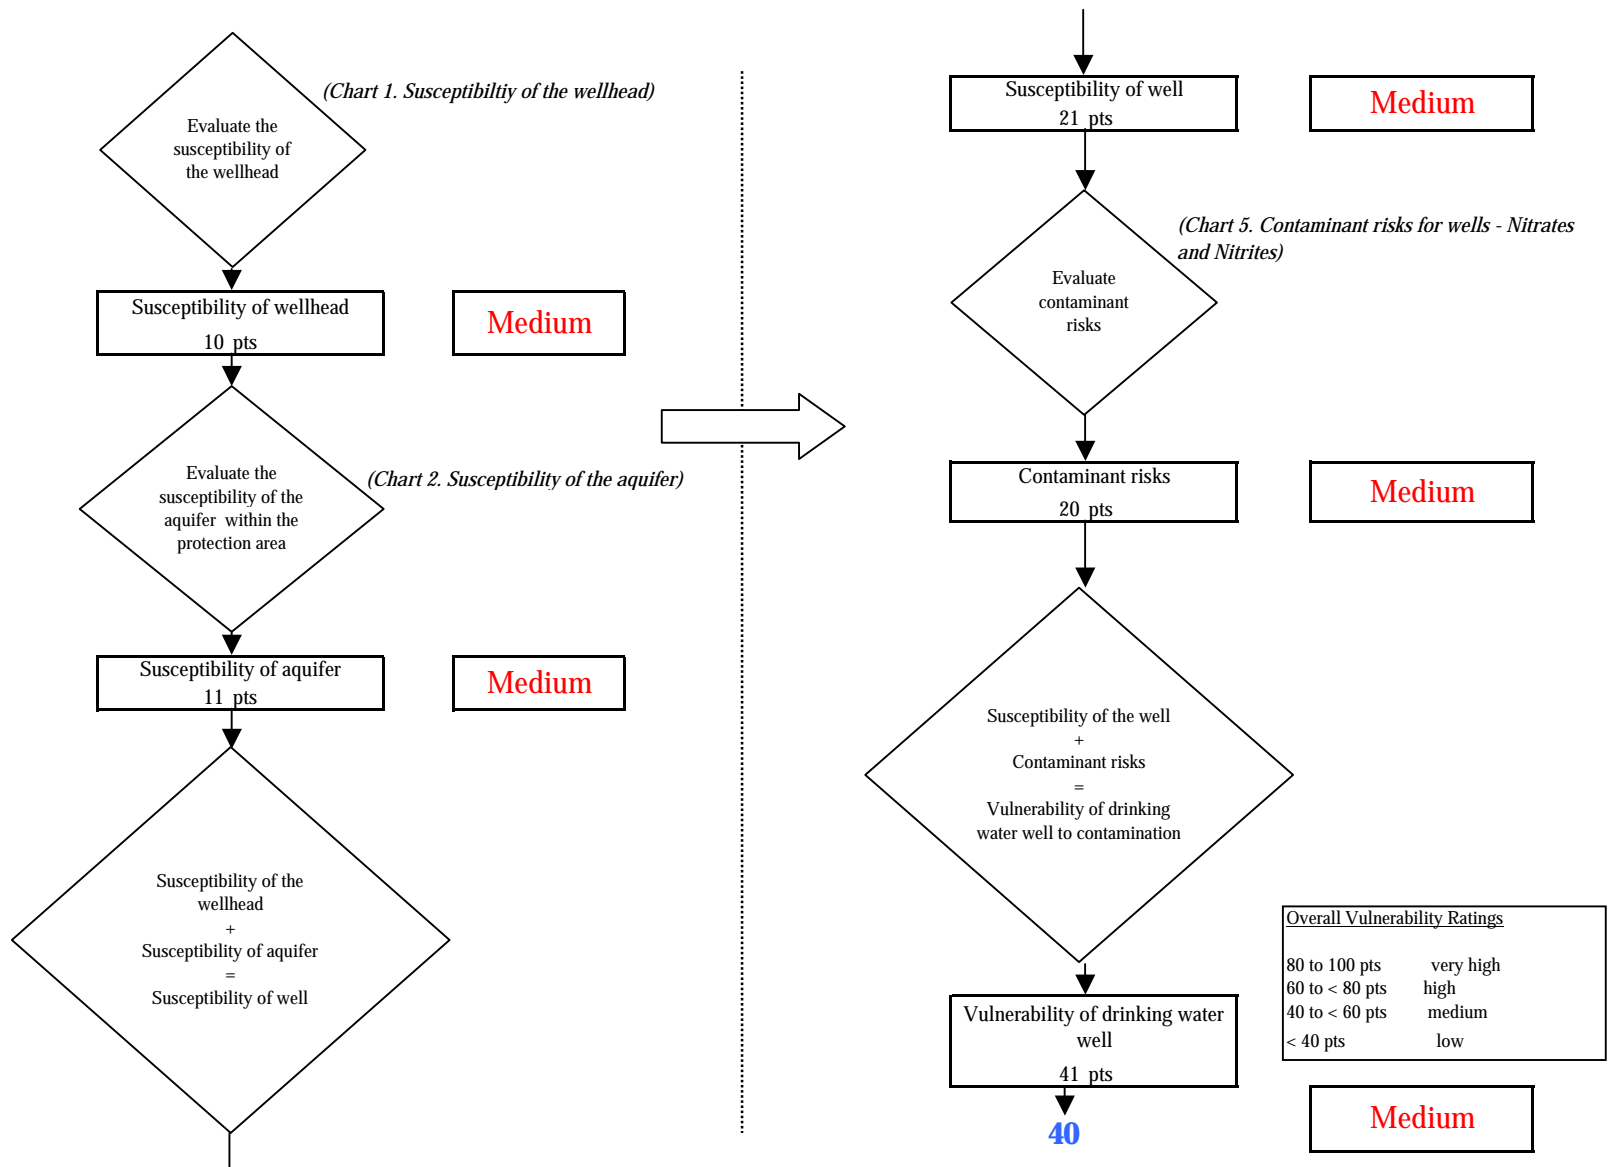 (Chart 1. Susceptibiltiy of the wellhead)
Evaluate the
susceptibility of
the wellhead
Susceptibility of wellhead
10 pts
Medium
Evaluate the
susceptibility of the
aquifer within the
protection area
(Chart 2. Susceptibility of the aquifer)
Susceptibility of aquifer
11 pts
Medium
Susceptibility of the
wellhead
+
Susceptibility of aquifer
=
Susceptibility of well
Susceptibility of well
21 pts
Medium
(Chart 5. Contaminant risks for wells - Nitrates
and Nitrites)
Evaluate
contaminant
risks
Contaminant risks
20 pts
Medium
Susceptibility of the well
+
Contaminant risks
=
Vulnerability of drinking
water well to contamination
Overall Vulnerability Ratings
80 to 100 pts very high
60 to < 80 pts high
40 to < 60 pts medium
< 40 pts low
Vulnerability of drinking water
well
41 pts
40
Medium